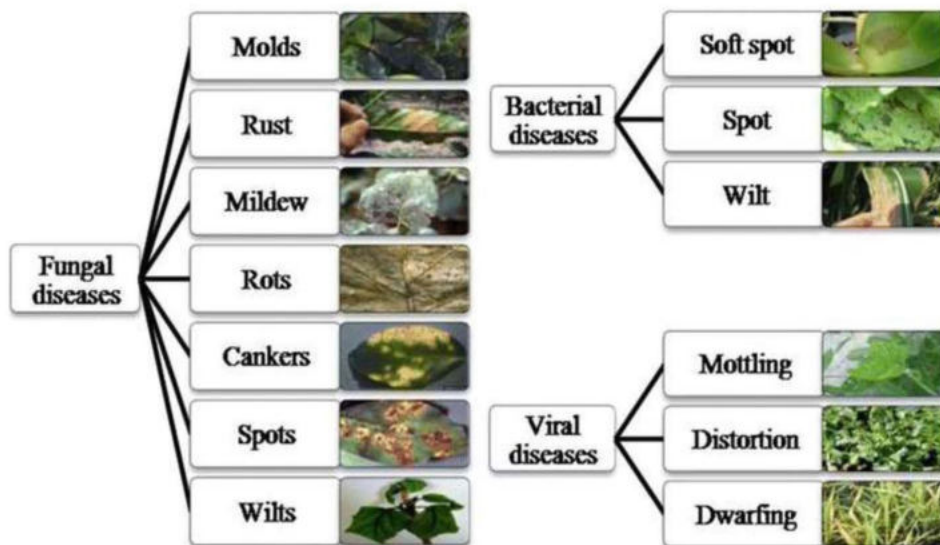 Fungal
diseases
Molds
Rust
Mildew
Rots
Cankers
Spots
Wilts
Bacterial
diseases
Soft spot
Spot
Wilt
Viral
diseases
Mottling
Distortion
Dwarfing